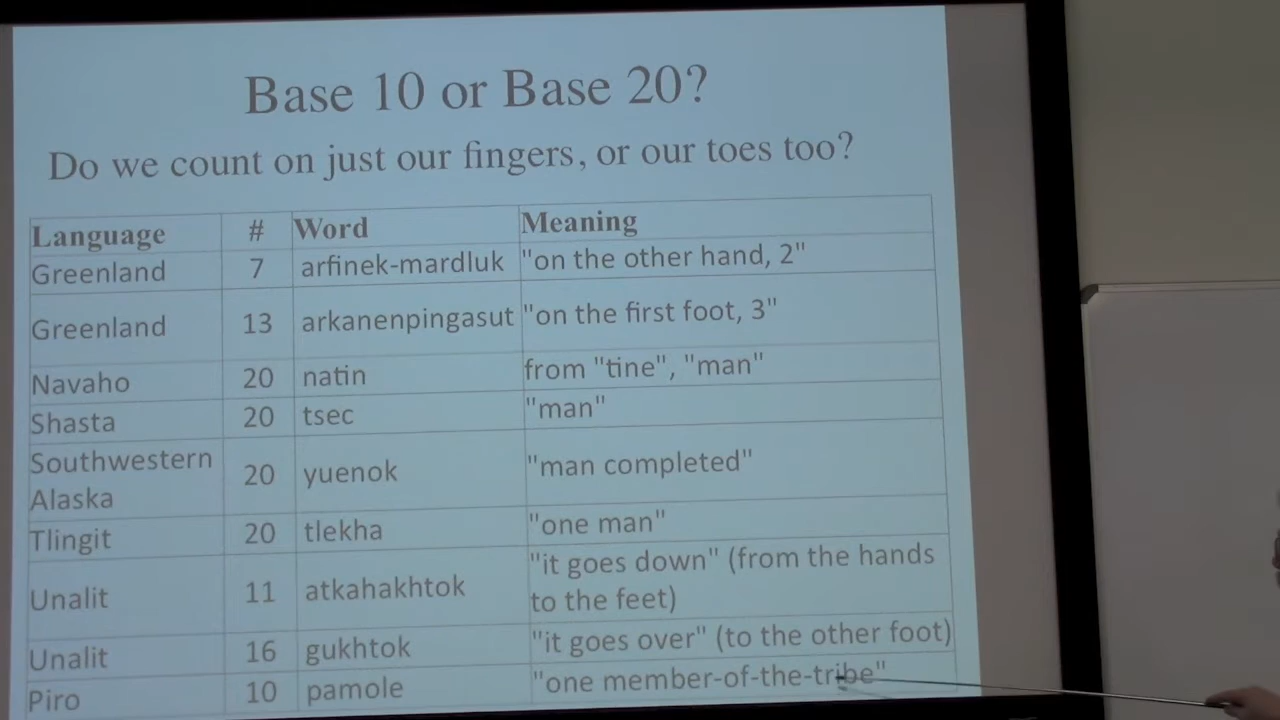 Base 10 or Base 20?
Do we count on just our fingers, or our toes too?
Language # Word Meaning
Greenland 7 arfinek-mardluk "on the other hand, 2"
Greenland 13 arkanenpingasut "on the first foot, 3"
Navaho 20 natin from "tine", "man"
Shasta 20 tsec "man"
Southwestern Alaska 20 yuenok "man completed"
Tlingit 20 tlekha "one man"
Unalit 11 atkahakhtok "it goes down" (from the hands to the feet)
Unalit 16 gukhtok "it goes over" (to the other foot)
Piro 10 pamole "one member-of-the-tribe"